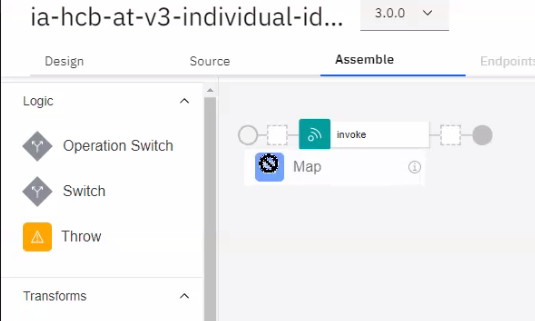 ia-hcb-at-v3-individual-id...
3.0.0
Design
Source
Assemble
Endpoints
Logic
Operation Switch
Switch
Throw
Transforms
invoke
Map